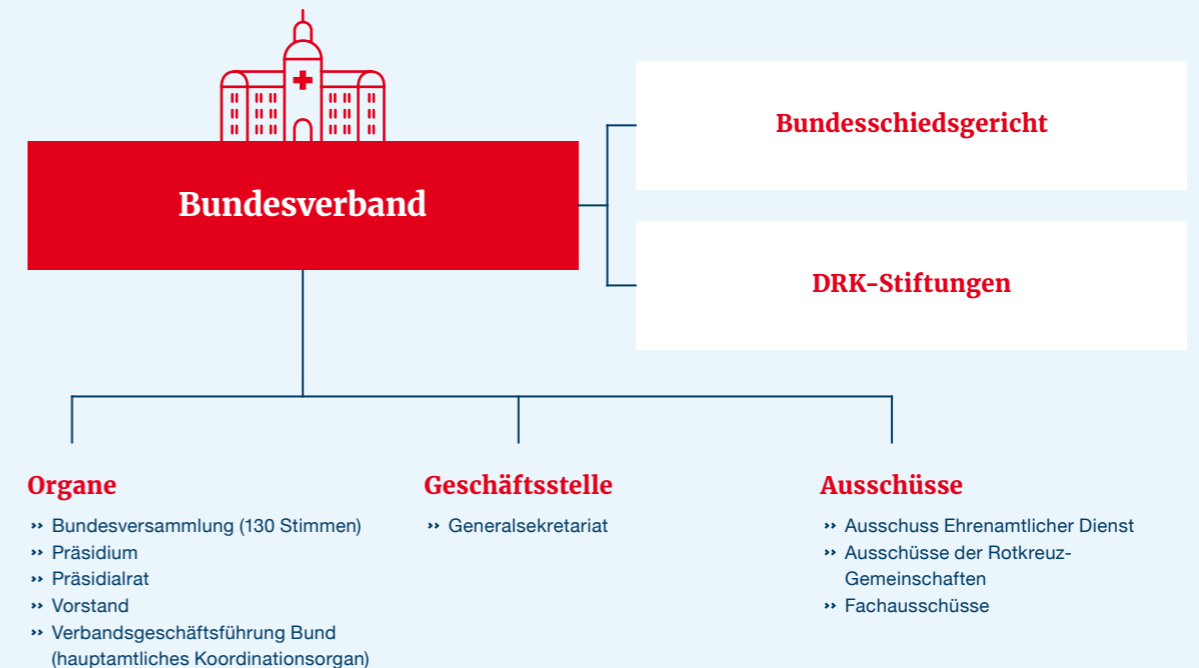 Bundesverband
Bundesschiedsgericht
DRK-Stiftungen
Organe
›› Bundesversammlung (130 Stimmen)
›› Präsidium
›› Präsidialrat
›› Vorstand
›› Verbandsgeschäftsführung Bund
(hauptamtliches Koordinationsorgan)
Geschäftsstelle
›› Generalsekretariat
Ausschüsse
›› Ausschuss Ehrenamtlicher Dienst
›› Ausschüsse der Rotkreuz-
Gemeinschaften
›› Fachausschüsse